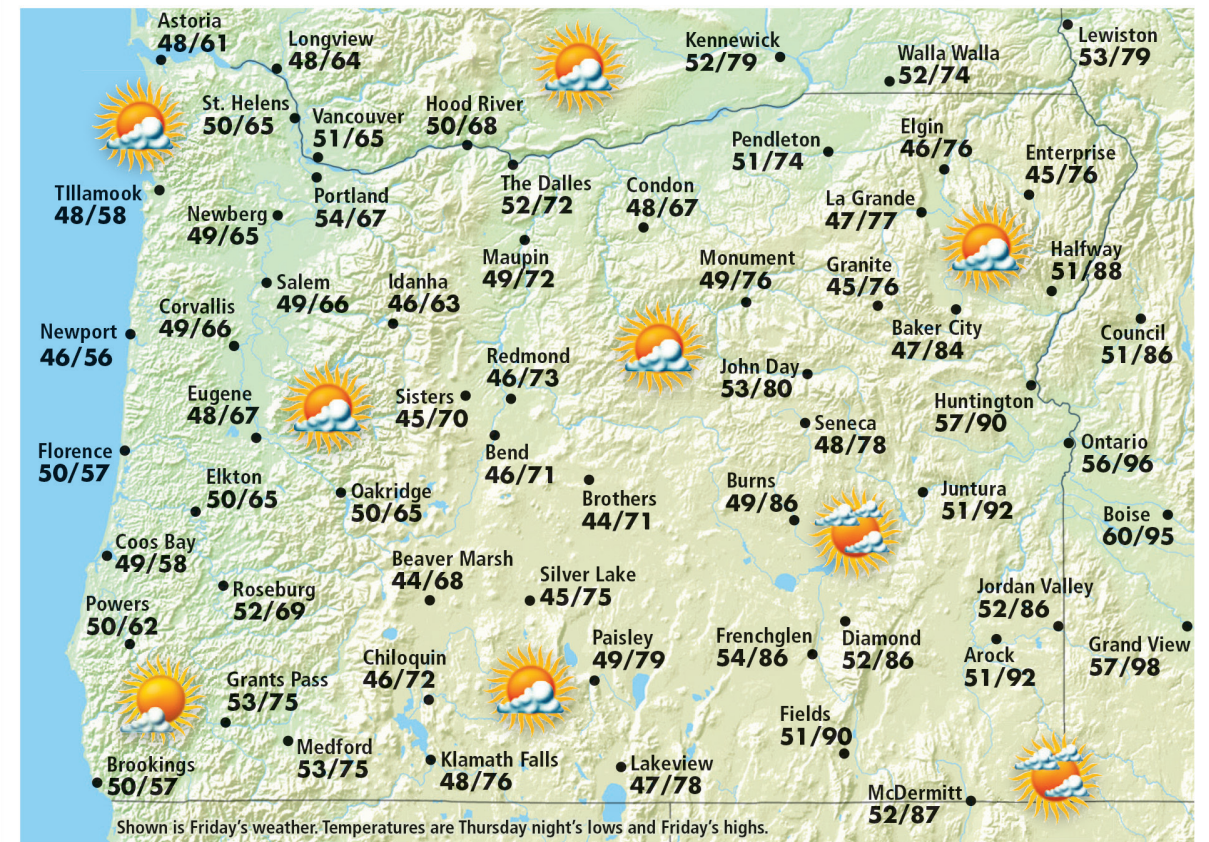 Astoria
48/61
Longview
48/64
Kennewick
52/79
Walla Walla
52/74
Lewiston
53/79
St. Helens
50/65
Vancouver
51/65
Hood River
50/68
Pendleton
51/74
Elgin
46/76
Enterprise
45/76
TIllamook
48/58
Newberg
49/65
Portland
54/67
The Dalles
52/72
Condon
48/67
La Grande
47/77
Maupin
49/72
Monument
49/76
Granite
45/76
Halfway
51/88
Salem
49/66
Idanha
46/63
Corvallis
49/66
Newport
46/56
Baker City
47/84
Council
51/86
Redmond
46/73
John Day
53/80
Eugene
48/67
Sisters
45/70
Huntington
57/90
Seneca
48/78
Ontario
56/96
Florence
50/57
Bend
46/71
Elkton
50/65
Oakridge
50/65
Brothers
44/71
Burns
49/86
Juntura
51/92
Boise
60/95
Coos Bay
49/58
Beaver Marsh
44/68
Silver Lake
45/75
Roseburg
52/69
Jordan Valley
52/86
Powers
50/62
Paisley
49/79
Frenchglen
54/86
Diamond
52/86
Arock
51/92
Grand View
57/98
Chiloquin
46/72
Grants Pass
53/75
Fields
51/90
Medford
53/75
Klamath Falls
48/76
Lakeview
47/78
Brookings
50/57
McDermitt
52/87
Shown is Friday's weather. Temperatures are Thursday night's lows and Friday's highs.